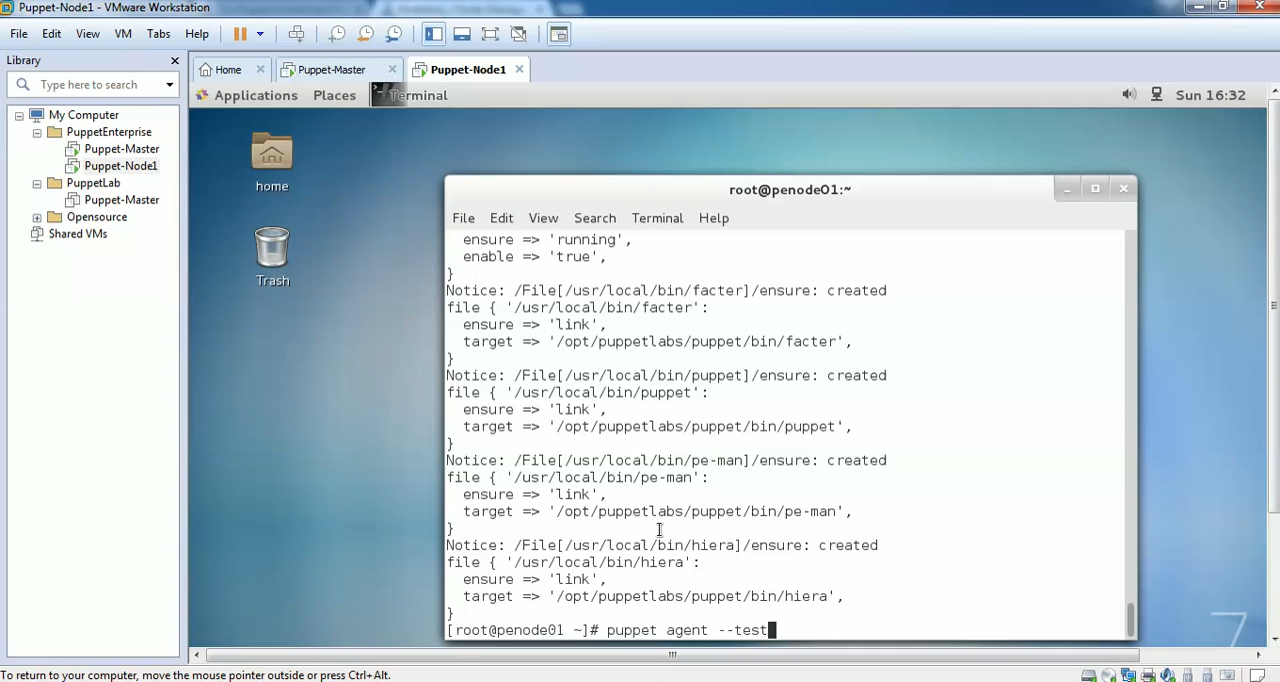 Puppet-Node1 - VMware Workstation
File Edit View VM Tabs Help
Library
Type here to search
My Computer
PuppetEnterprise
Puppet-Master
Puppet-Node1
PuppetLab
Puppet-Master
Opensource
Shared VMs
Home Puppet-Master Puppet-Node1
Applications Places Terminal Sun 16:32
home
Trash
root@penode01:~
File Edit View Search Terminal Help
ensure => 'running',
enable => 'true',
}
Notice: /File[/usr/local/bin/facter]/ensure: created
file { '/usr/local/bin/facter':
ensure => 'link',
target => '/opt/puppetlabs/puppet/bin/facter',
}
Notice: /File[/usr/local/bin/puppet]/ensure: created
file { '/usr/local/bin/puppet':
ensure => 'link',
target => '/opt/puppetlabs/puppet/bin/puppet',
}
Notice: /File[/usr/local/bin/pe-man]/ensure: created
file { '/usr/local/bin/pe-man':
ensure => 'link',
target => '/opt/puppetlabs/puppet/bin/pe-man',
}
Notice: /File[/usr/local/bin/hiera]/ensure: created
file { '/usr/local/bin/hiera':
ensure => 'link',
target => '/opt/puppetlabs/puppet/bin/hiera',
}
[root@penode01 ~]# puppet agent --test
7
To return to your computer, move the mouse pointer outside or press Ctrl+Alt.